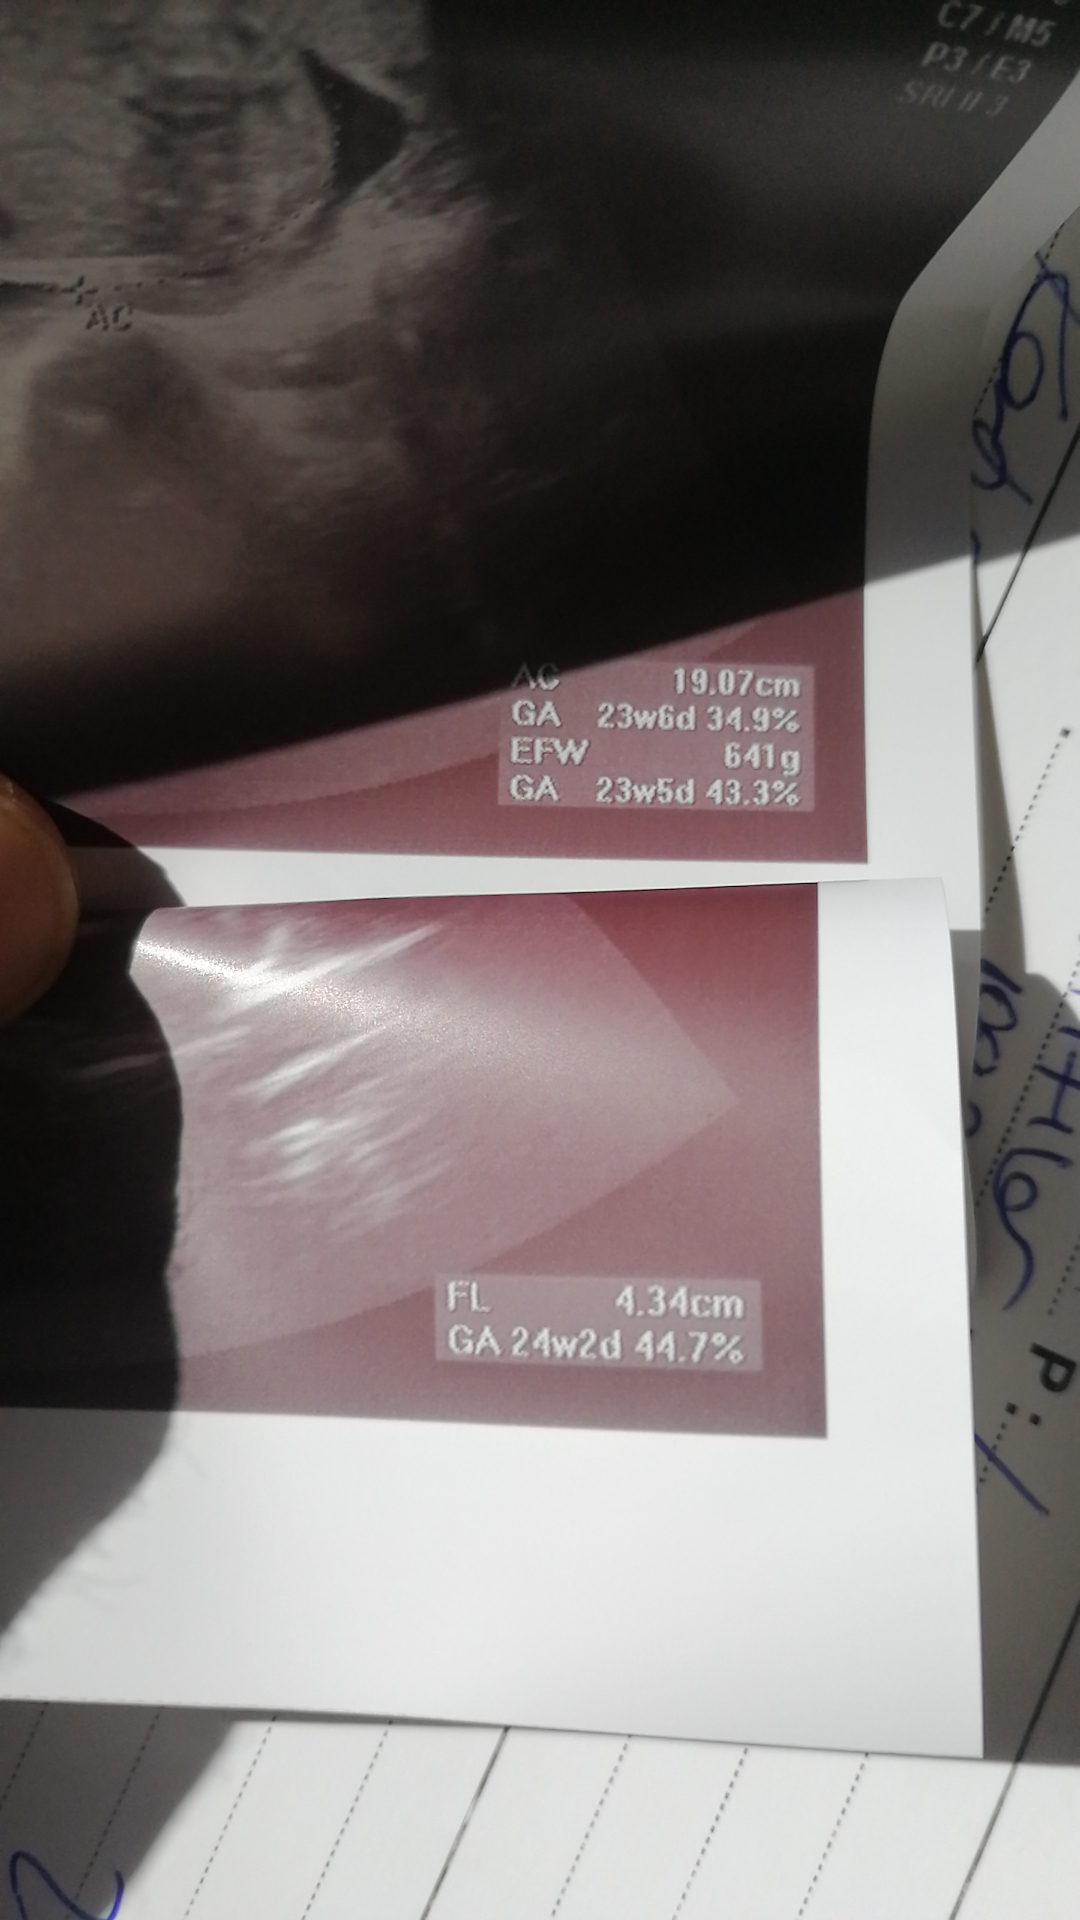 C7 / M5
P3 / E3
SRI II 3
AC
AC 19.07cm
GA 23w6d 34.9%
EFW 641g
GA 23w5d 43.3%
FL 4.34cm
GA 24w2d 44.7%
P: